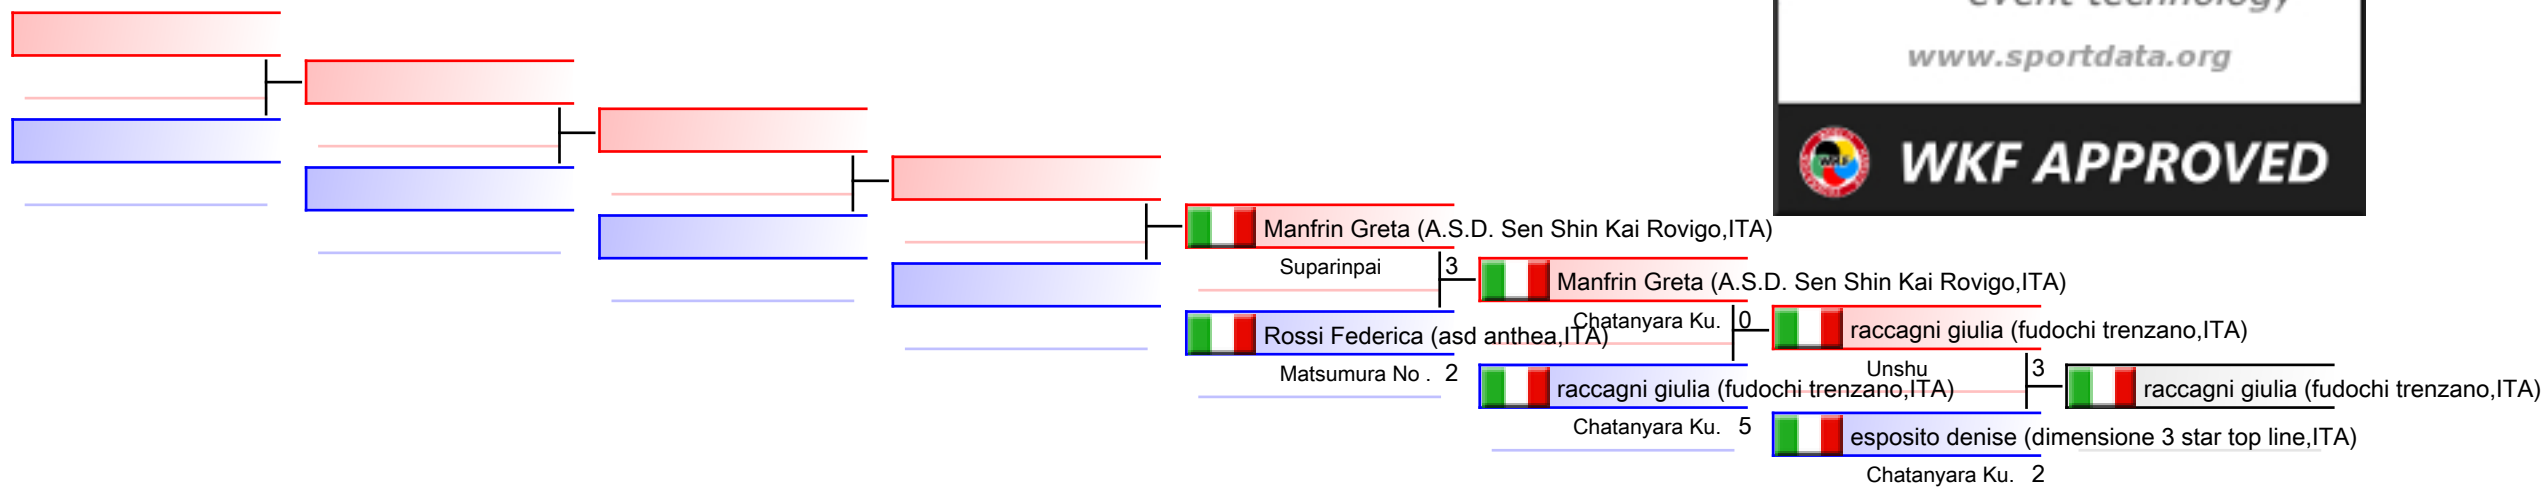 event technology
www.sportdata.org
WKF APPROVED
Manfrin Greta (A.S.D. Sen Shin Kai Rovigo,ITA)
Suparinpai 3
Manfrin Greta (A.S.D. Sen Shin Kai Rovigo,ITA)
Chatanyara Ku. 0
Rossi Federica (asd anthea,ITA)
Matsumura No . 2
raccagni giulia (fudochi trenzano,ITA)
Unshu 3
raccagni giulia (fudochi trenzano,ITA)
Chatanyara Ku. 5
raccagni giulia (fudochi trenzano,ITA)
esposito denise (dimensione 3 star top line,ITA)
Chatanyara Ku. 2